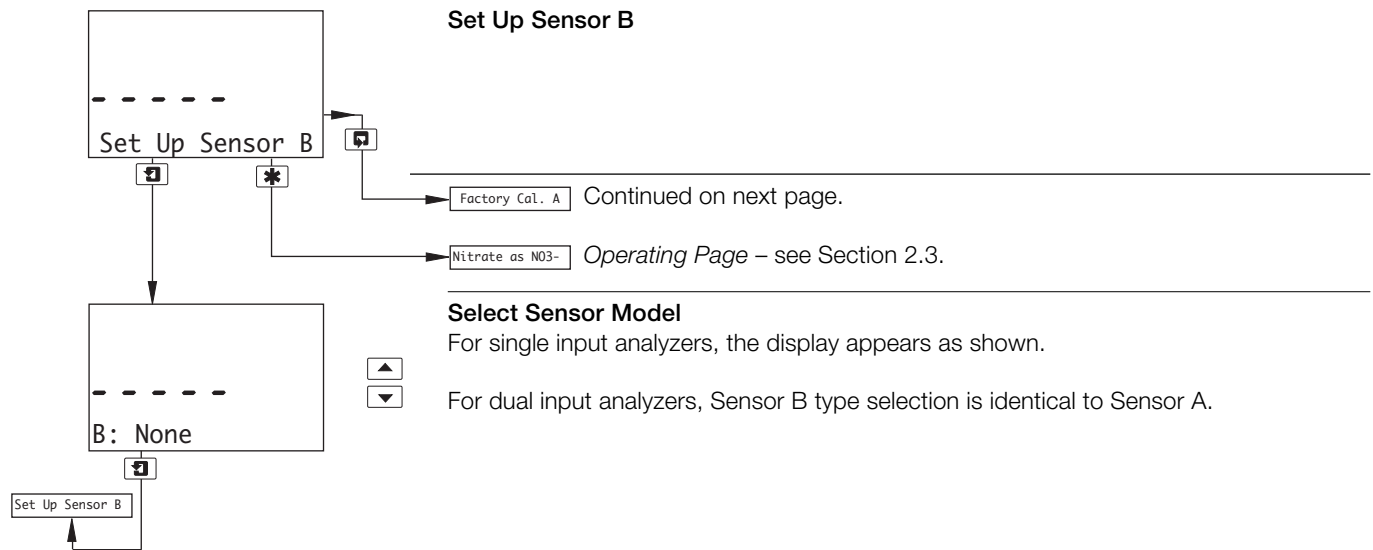 Set Up Sensor B
- - - - -
Set Up Sensor B
Factory Cal. A Continued on next page.
Nitrate as NO3- Operating Page – see Section 2.3.
Select Sensor Model
For single input analyzers, the display appears as shown.
For dual input analyzers, Sensor B type selection is identical to Sensor A.
- - - - -
B: None
Set Up Sensor B